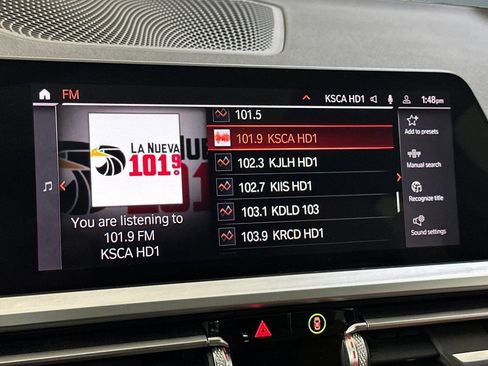 FM
KSCA HD1
1:48pm
LA NUEVA
101.9
You are listening to
101.9 FM
KSCA HD1
101.5
101.9 KSCA HD1
102.3 KJLH HD1
102.7 KIIS HD1
103.1 KDLD 103
103.9 KRCD HD1
Add to presets
Manual search
Recognize title
Sound settings